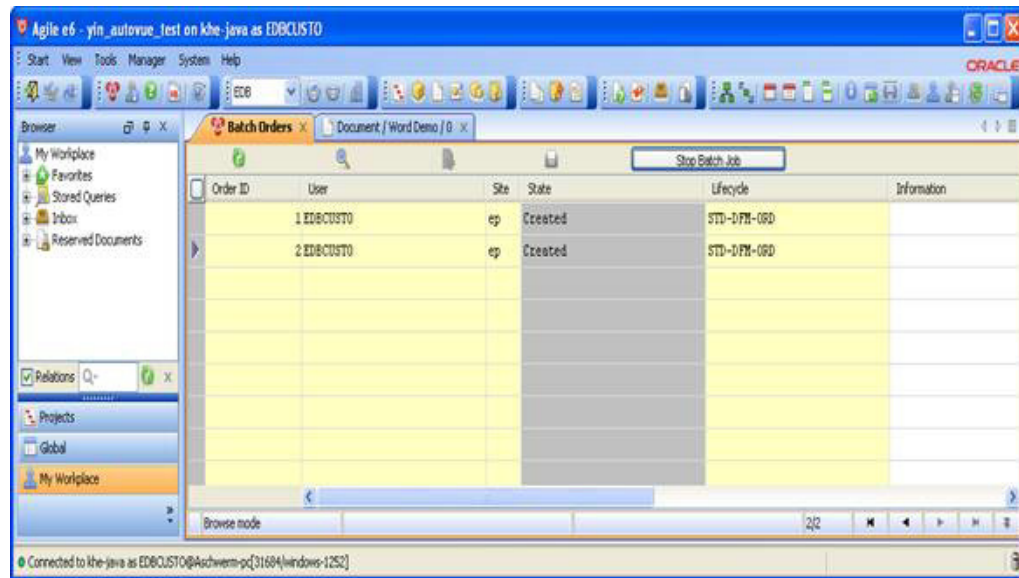 Agile e6 - yin_autovue_test on khe-java as EDBCUSTO
Start View Tools Manager System Help
ORACLE
EDB
Browser
Batch Orders
Document / Word Demo / 0
My Workplace
Favorites
Stored Queries
Inbox
Reserved Documents
Stop Batch Job
Order ID User Site State Lifecycle Information
1 EDBCUSTO ep Created STD-DFM-ORD
2 EDBCUSTO ep Created STD-DFM-ORD
Relations
Projects
Global
My Workplace
Browse mode
2/2
Connected to khe-java as EDBCUSTO@Aschwerm-pc[31684/windows-1252]